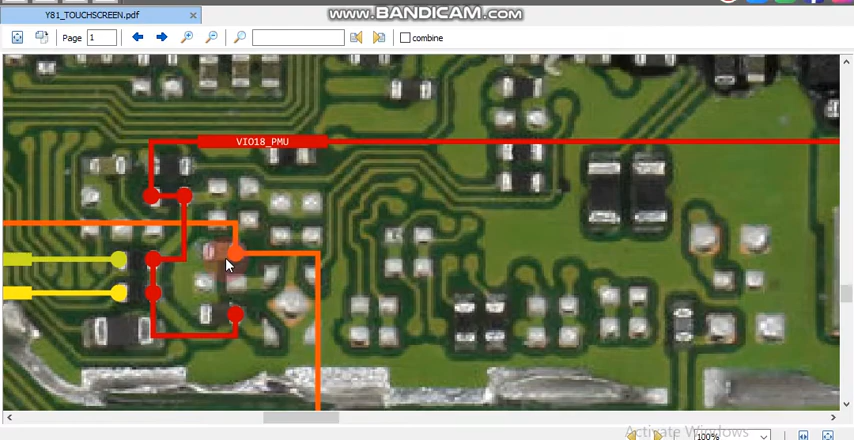 www.BANDICAM.com
Y81_TOUCHSCREEN.pdf
Page 1
combine
VIO18_PMU
Activate Windows
100%